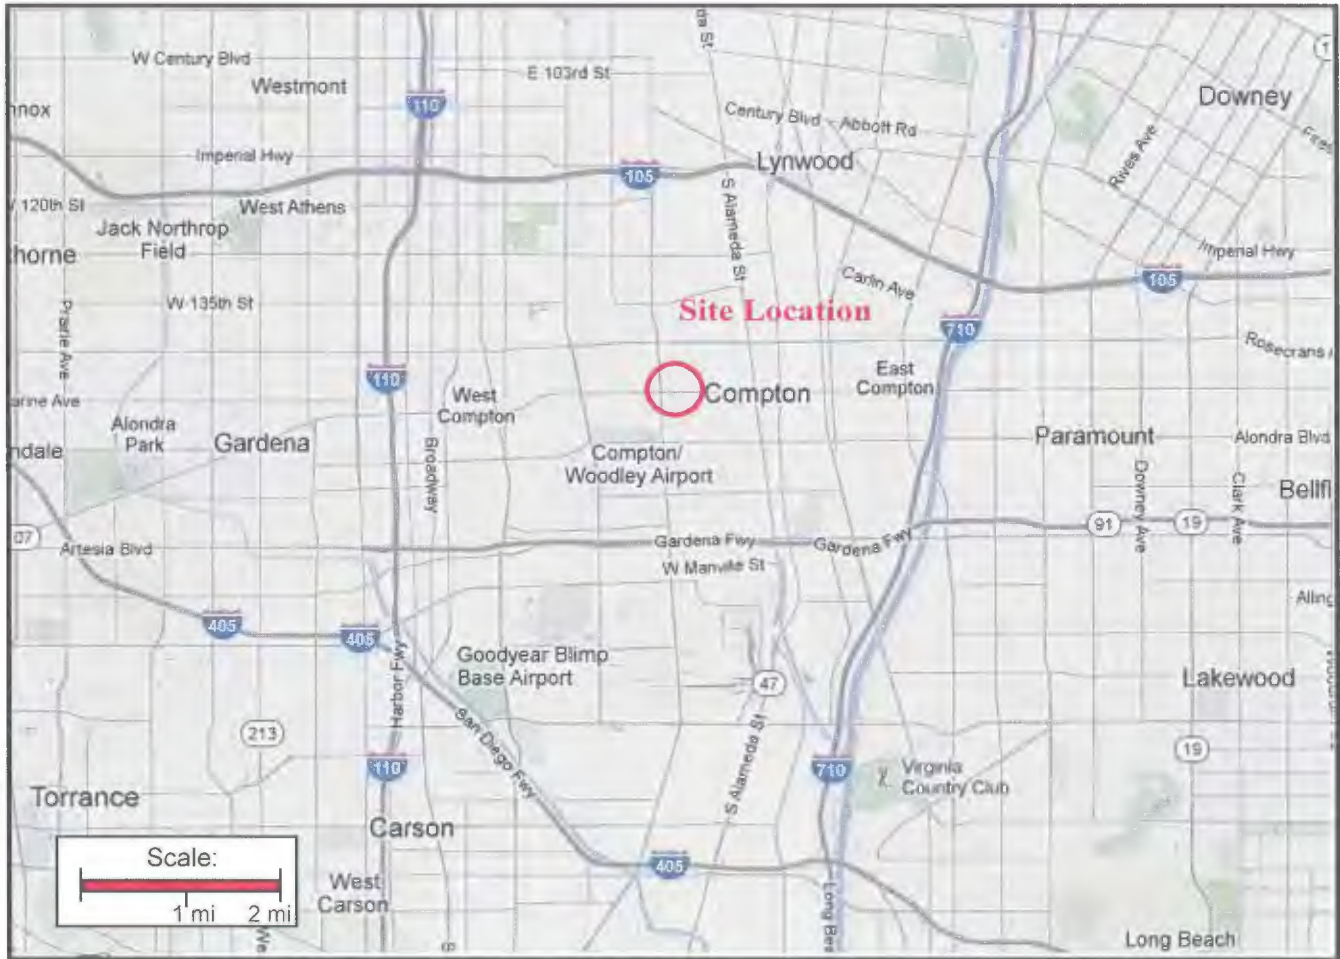 W Century Blvd
Westmont
110
E 103rd St
Century Blvd - Abbott Rd
Downey
Imperial Hwy
105
Lynwood
Rives Ave
W 120th St
West Athens
Jack Northrop
Field
S Alameda St
Carlin Ave
Imperial Hwy
105
Prairie Ave
W 135th St
Site Location
710
110
West
Compton
Compton
East
Compton
Alondra
Park
Gardena
Broadway
Compton/
Woodley Airport
Paramount
Alondra Blvd
Downey Ave
Clark Ave
91
19
Artesia Blvd
Gardena Fwy
Gardena Fwy
W Manville St
405
405
Harbor Fwy
Goodyear Blimp
Base Airport
47
Lakewood
213
San Diego Fwy
S Alameda St
19
110
710
Virginia
Country Club
Torrance
Carson
Scale:
1 mi
2 mi
West
Carson
405
Long Beach